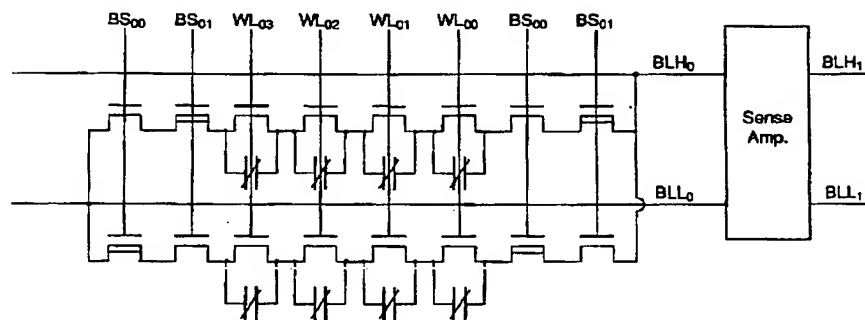 BS₀₀ BS₀₁ WL₀₃ WL₀₂ WL₀₁ WL₀₀ BS₀₀ BS₀₁
BLH₀ BLH₁
Sense
Amp.
BLL₀ BLL₁